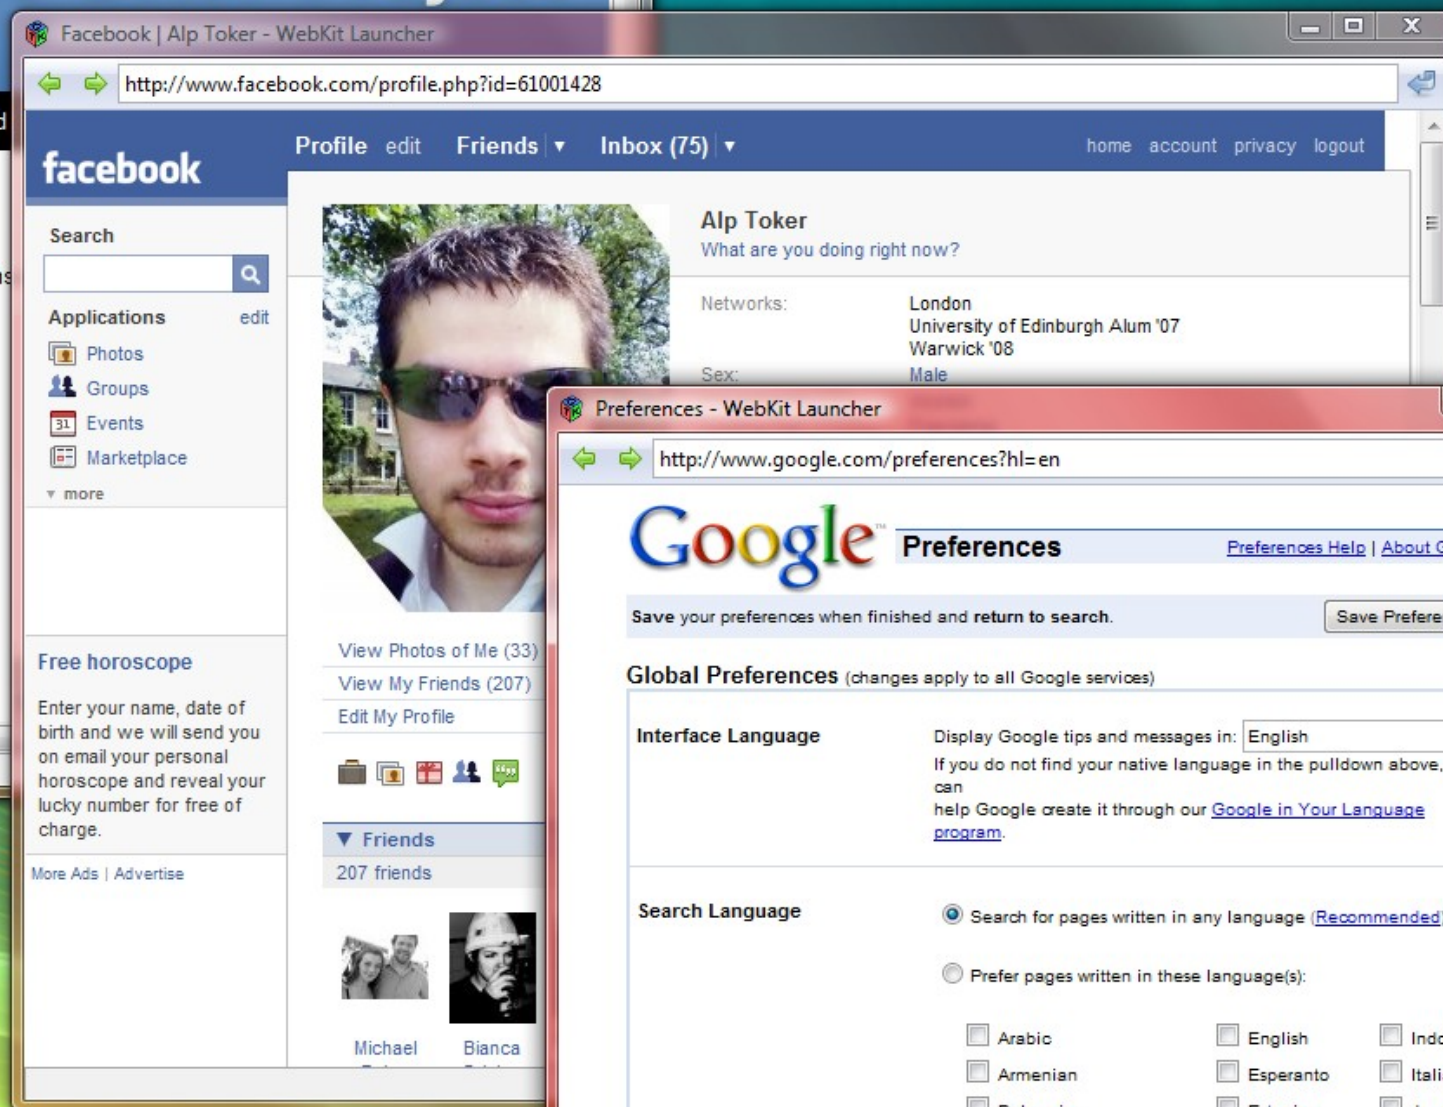 Facebook | Alp Toker - WebKit Launcher
http://www.facebook.com/profile.php?id=61001428
facebook
Profile edit Friends Inbox (75)
home account privacy logout
Search
Applications edit
Photos
Groups
31 Events
Marketplace
more
Free horoscope
Enter your name, date of
birth and we will send you
on email your personal
horoscope and reveal your
lucky number for free of
charge.
More Ads | Advertise
Alp Toker
What are you doing right now?
Networks: London
University of Edinburgh Alum '07
Warwick '08
Sex: Male
View Photos of Me (33)
View My Friends (207)
Edit My Profile
Friends
207 friends
Michael
Bianca
Preferences - WebKit Launcher
http://www.google.com/preferences?hl=en
Google™
Preferences
Preferences Help | About
Save your preferences when finished and return to search.
Save
Global Preferences (changes apply to all Google services)
Interface Language
Display Google tips and messages in: English
If you do not find your native language in the pulldown above,
can
help Google create it through our Google in Your Language
program.
Search Language
Search for pages written in any language (Recommended)
Prefer pages written in these language(s):
Arabic English
Armenian Esperanto